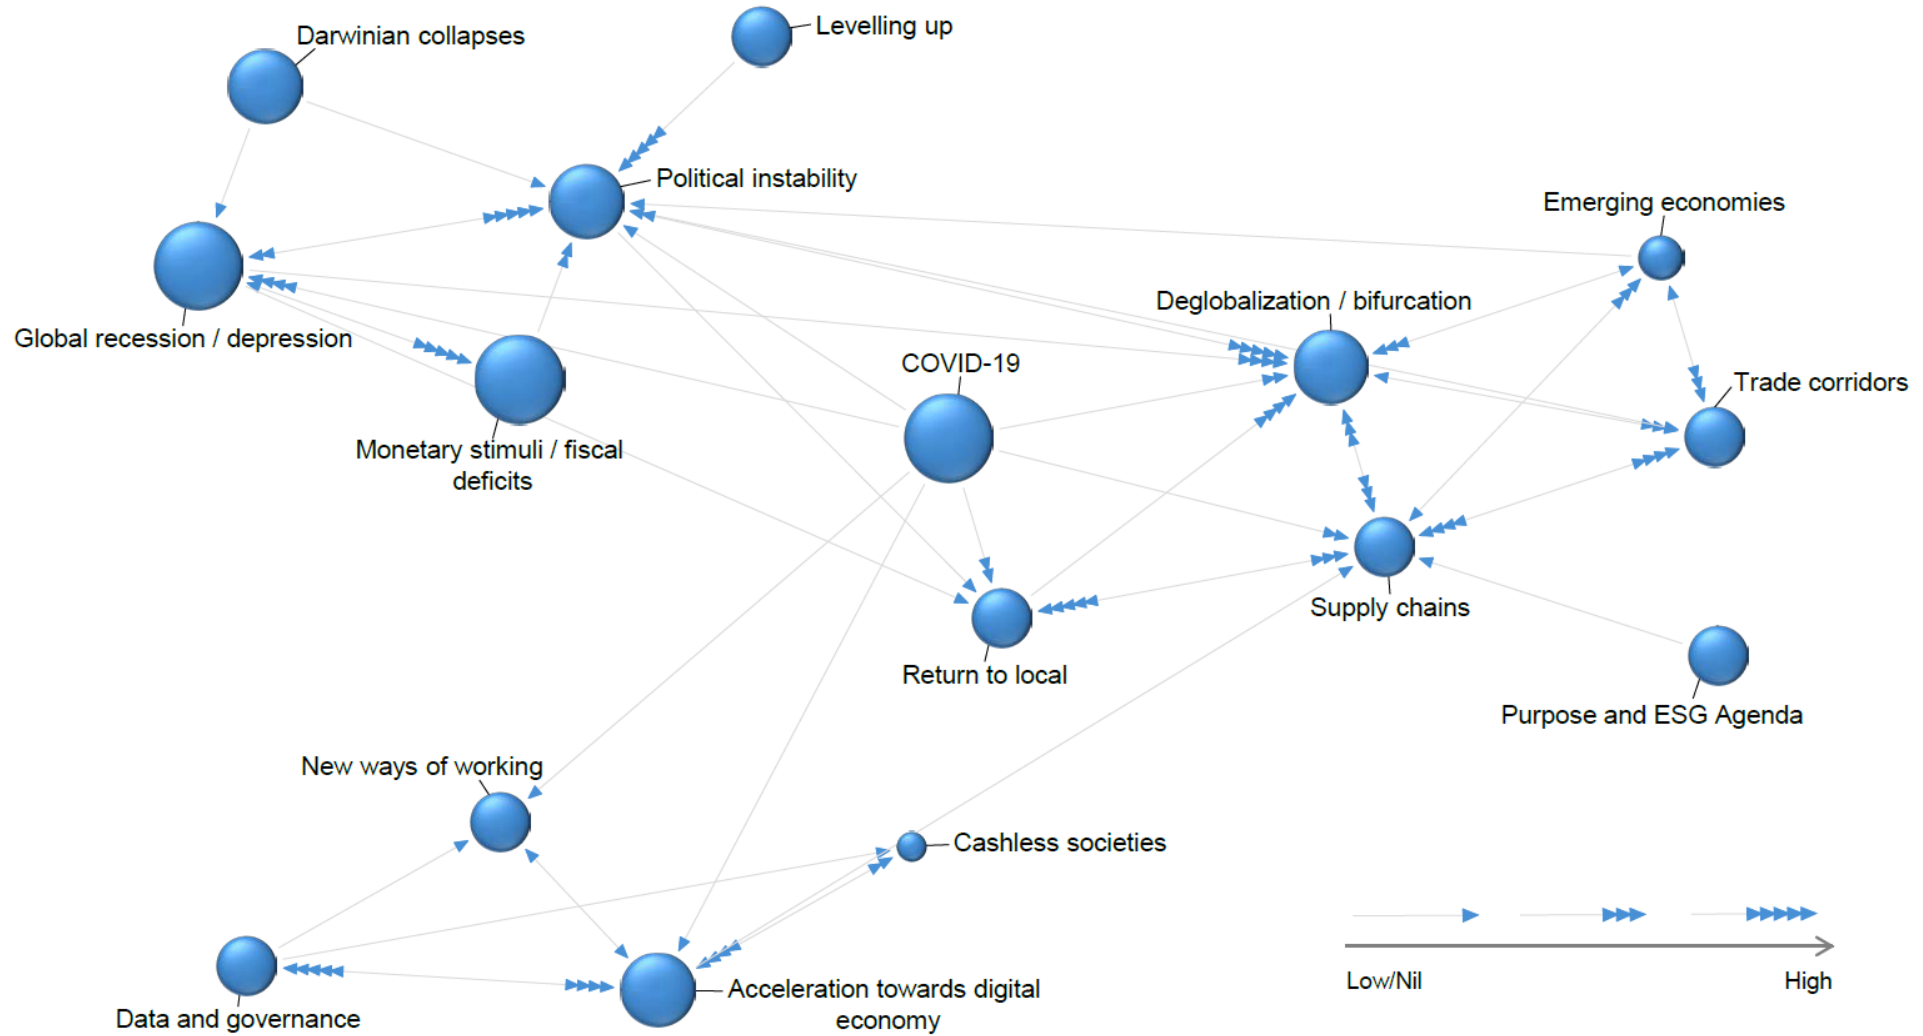 Darwinian collapses
Levelling up
Political instability
Emerging economies
Deglobalization / bifurcation
Global recession / depression
COVID-19
Trade corridors
Monetary stimuli / fiscal
deficits
Supply chains
Return to local
Purpose and ESG Agenda
New ways of working
Cashless societies
Acceleration towards digital
economy
Data and governance
Low/Nil
High